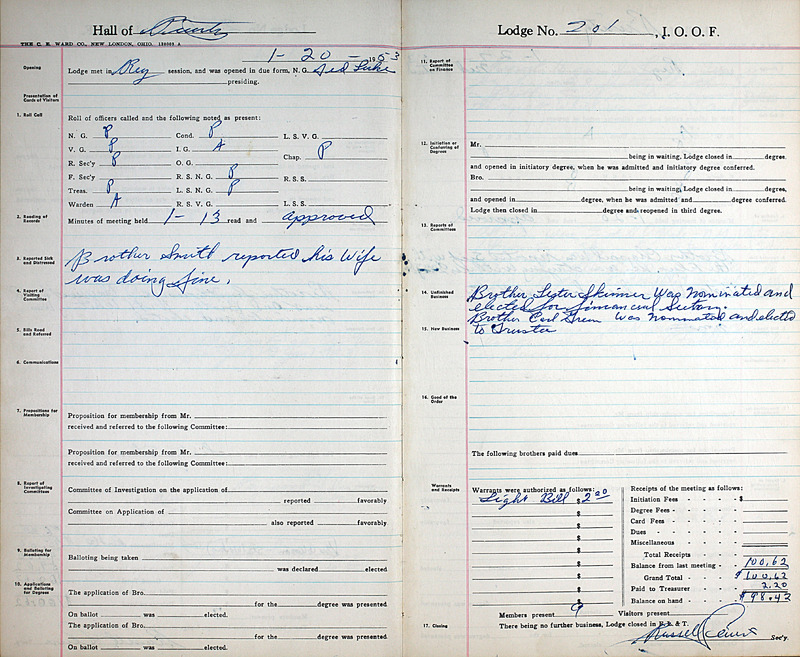 Hall of
THE C. E. WARD CO., NEW LONDON, OHIO. 139093 A
1-20-1953
Opening
Lodge met in Reg session, and was opened in due form, N. G.
presiding.
Presentation of
Cards of Visitors
1. Roll Call
Roll of officers called and the following noted as present:
N. G. P Cond. P L. S. V. G.
V. G. P I. G. A Chap. P
R. Sec'y P O. G.
F. Sec'y R. S. N. G. P R. S. S.
Treas. P L. S. N. G. P
Warden A R. S. V. G. L. S. S.
2. Reading of
Records
Minutes of meeting held 1-13 read and approved
3. Reported Sick
and Distressed
Brother Smith reported his Wife
was doing fine.
4. Report of
Visiting
Committee
5. Bills Read
and Referred
6. Communications
7. Propositions for
Membership
Proposition for membership from Mr.
received and referred to the following Committee:
Proposition for membership from Mr.
received and referred to the following Committee:
8. Report of
Investigating
Committees
Committee of Investigation on the application of
reported favorably
Committee on Application of
also reported favorably
9. Balloting for
Membership
Balloting being taken
was declared elected
10. Applications
and Balloting
for Degrees
The application of Bro.
for the degree was presented.
On ballot was elected.
The application of Bro.
for the degree was presented
On ballot was elected.
Lodge No. 201, I. O. O. F.
11. Report of
Committee
on Finance
12. Initiation or
Conferring of
Degrees
Mr.
being in waiting, Lodge closed in degree.
and opened in initiatory degree, when he was admitted and initiatory degree conferred.
Bro.
being in waiting, Lodge closed in degree,
and opened in degree, when he was admitted and degree conferred.
Lodge then closed in degree and reopened in third degree.
13. Reports of
Committees
14. Unfinished
Business
Brother Lester Skinner was nominated and
elected for financial
15. New Business
Brother Carl was nominated and elected
to Trustee
16. Good of the
Order
The following brothers paid dues
Warrants
and Receipts
Warrants were authorized as follows:
Light Bill $ 2.20
$
$
$
$
$
$
$
$
Receipts of the meeting as follows:
Initiation Fees - - - - $
Degree Fees - - - -
Card Fees - - - -
Dues - - - - -
Miscellaneous - - - -
Total Receipts
Balance from last meeting - 100,62
Grand Total - - $100,62
Paid to Treasurer - - 2.20
Balance on hand - - $98.42
Members present 9 Visitors present
17. Closing
There being no further business, Lodge closed in F. L. & T.
Russell
Sec'y.